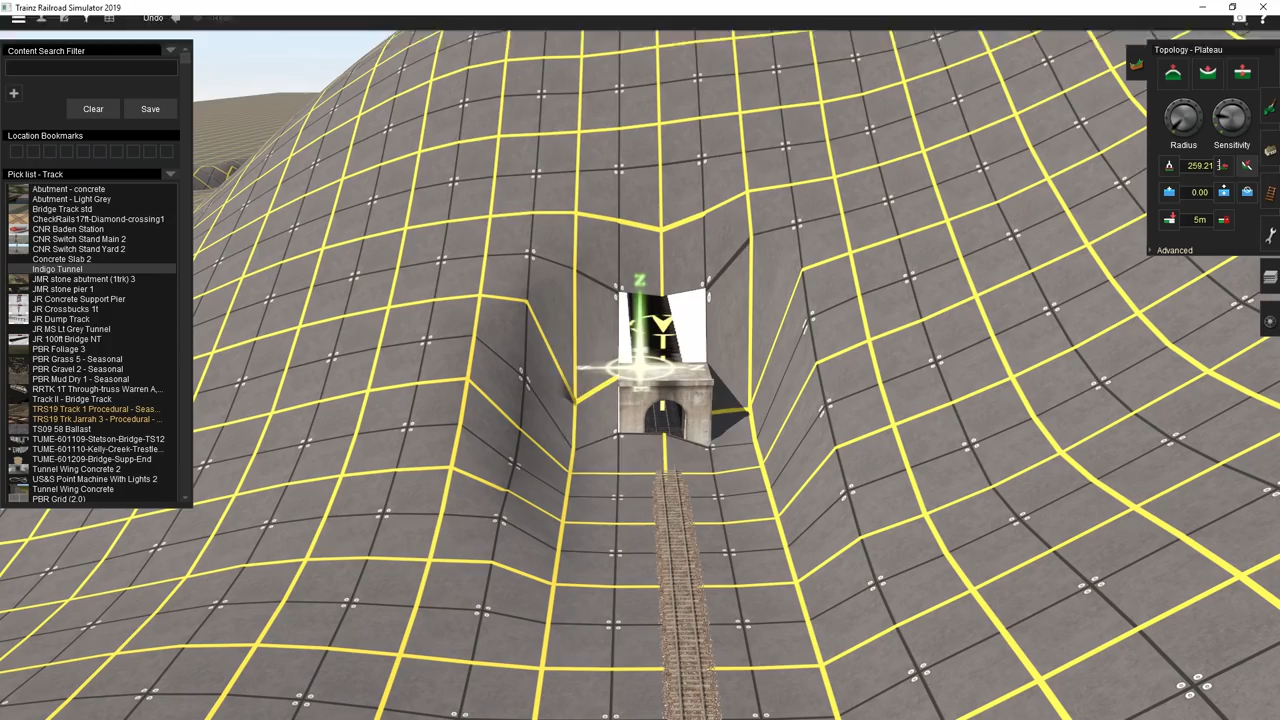 Trainz Railroad Simulator 2019
Undo
Content Search Filter
Clear
Save
Location Bookmarks
Pick list - Track
Abutment - concrete
Abutment - Light Grey
Bridge Track std
CheckRails17ft-Diamond-crossing1
CNR Baden Station
CNR Switch Stand Main 2
CNR Switch Stand Yard 2
Concrete Slab 2
Indigo Tunnel
JMR stone abutment (1trk) 3
JMR stone pier 1
JR Concrete Support Pier
JR Crossbucks 1t
JR Dump Track
JR MS Lt Grey Tunnel
JR 100ft Bridge NT
PBR Foliage 3
PBR Grass 5 - Seasonal
PBR Gravel 2 - Seasonal
PBR Mud Dry 1 - Seasonal
RRTK 1T Through-truss Warren A,...
Track II - Bridge Track
TRS19 Track 1 Procedural - Seas...
TRS19 Trk Jarrah 3 - Procedural - ...
TS09 58 Ballast
TUME-601109-Stetson-Bridge-TS12
TUME-601110-Kelly-Creek-Trestle...
TUME-601209-Bridge-Supp-End
Tunnel Wing Concrete 2
US&S Point Machine With Lights 2
Tunnel Wing Concrete
PBR Grid (2.0)
Z
Topology - Plateau
Radius
Sensitivity
259.21
0.00
5m
Advanced